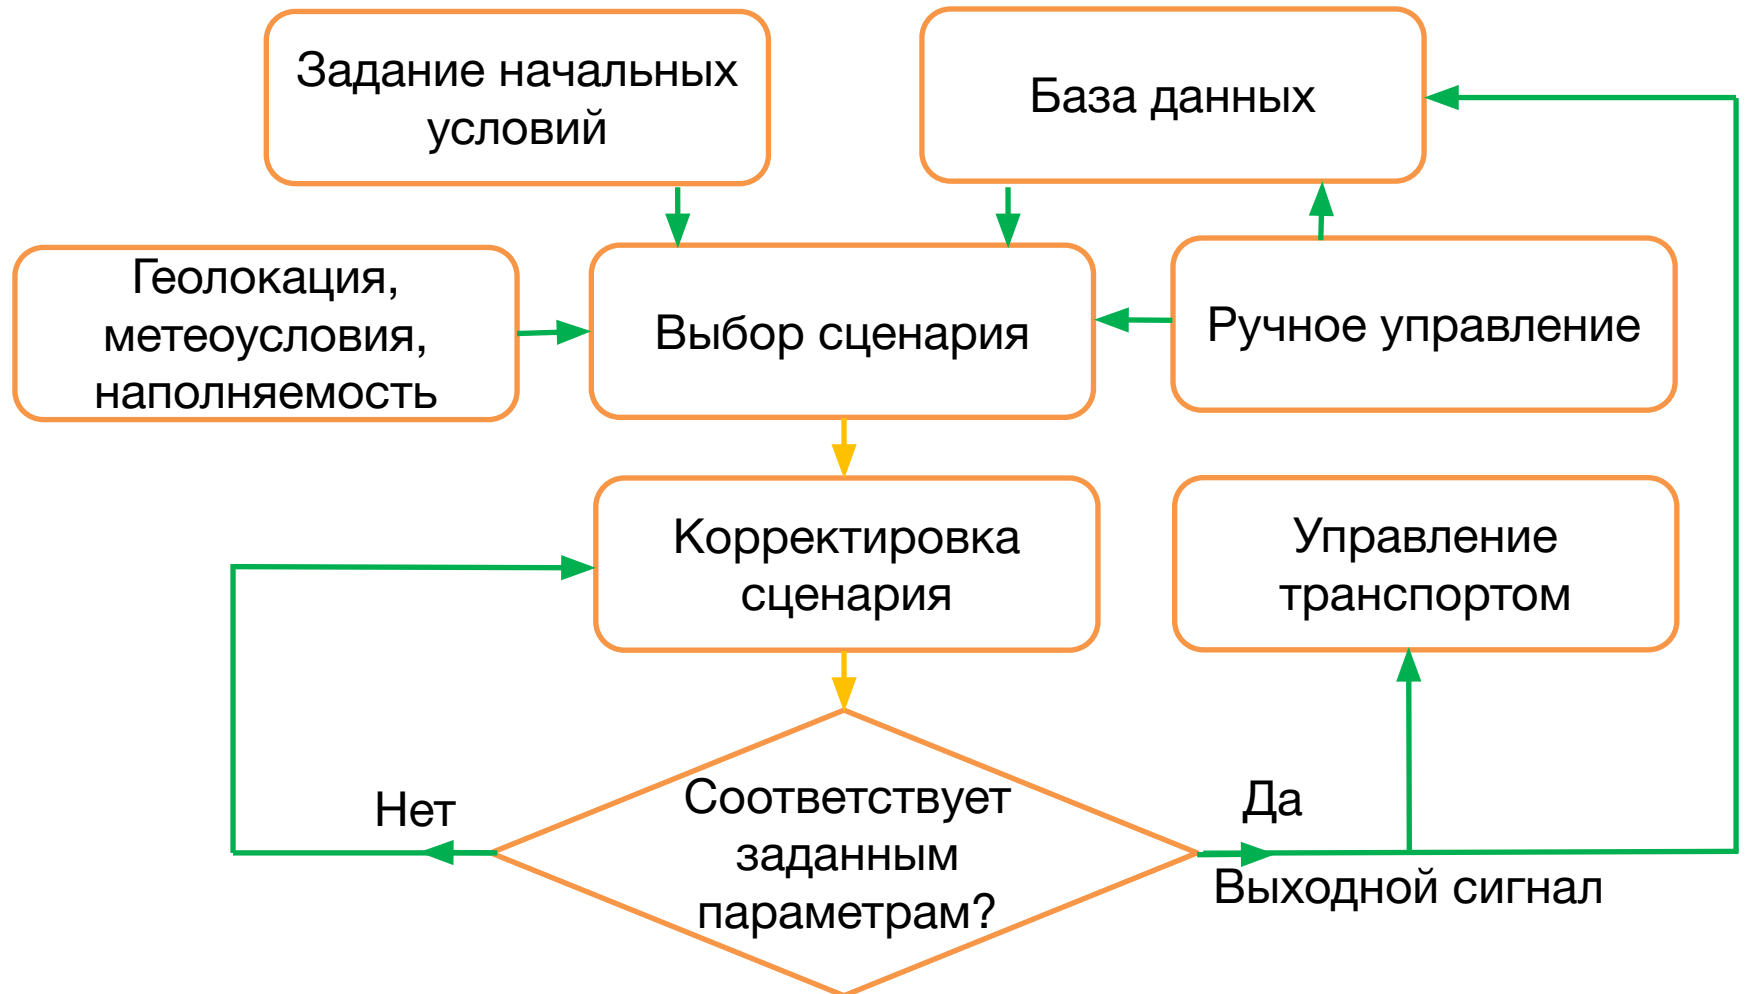 Задание начальных
условий
База данных
Геолокация,
метеоусловия,
наполняемость
Выбор сценария
Ручное управление
Корректировка
сценария
Управление
транспортом
Нет
Соответствует
заданным
параметрам?
Да
Выходной сигнал